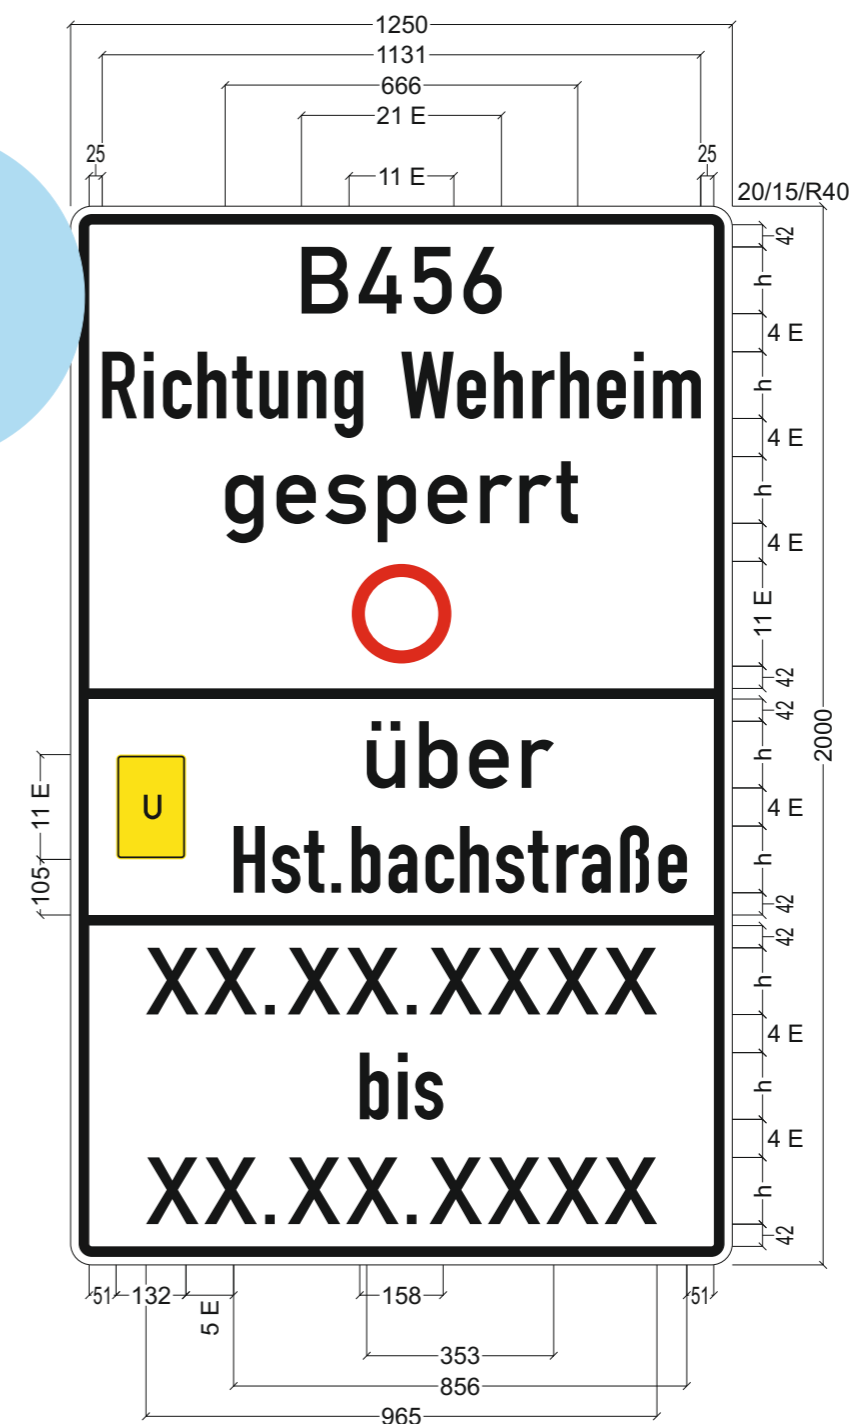 1250
1131
666
21 E
25
25
11 E
20/15/R40
42
B456
h
4 E
Richtung Wehrheim
h
4 E
gesperrt
h
4 E
11 E
42
42
2000
über
h
11 E
U
4 E
Hst.bachstraße
h
105
42
42
XX.XX.XXXX
h
4 E
bis
h
4 E
XX.XX.XXXX
h
42
51
132
5 E
158
51
353
856
965